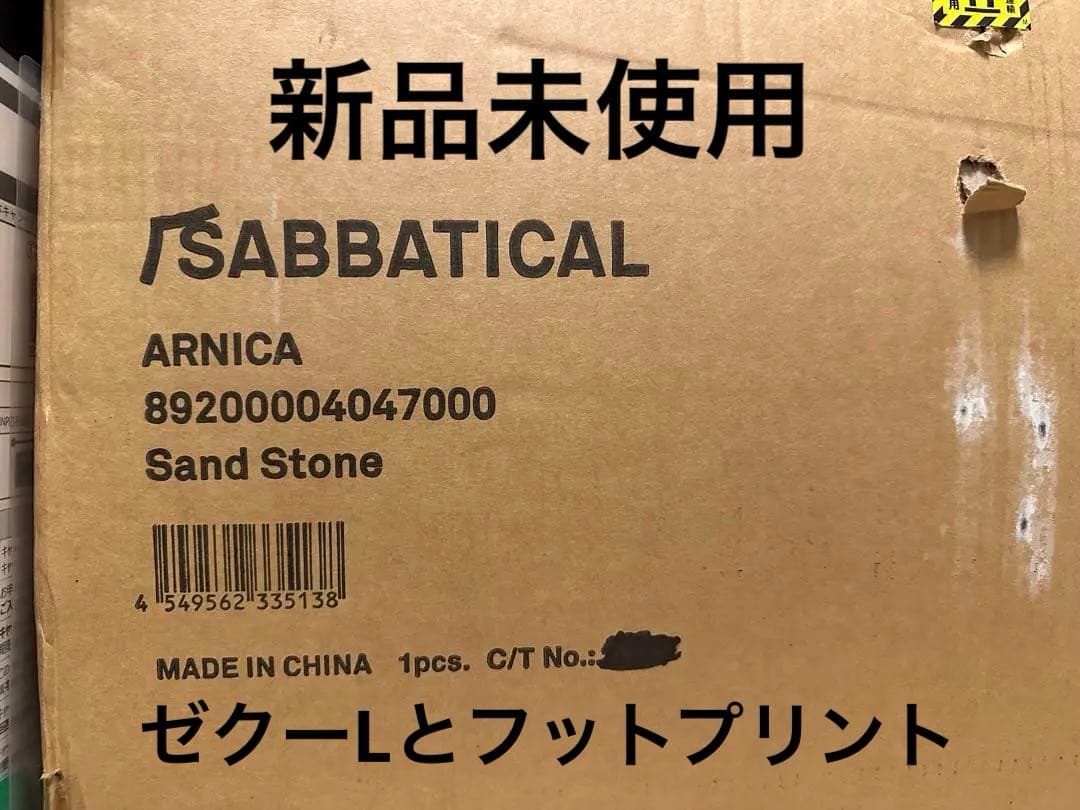 新品未使用
SABBATICAL
ARNICA
89200004047000
Sand Stone
4 549562 335138
MADE IN CHINA 1pcs. C/T No.:
ゼクーLとフットプリント